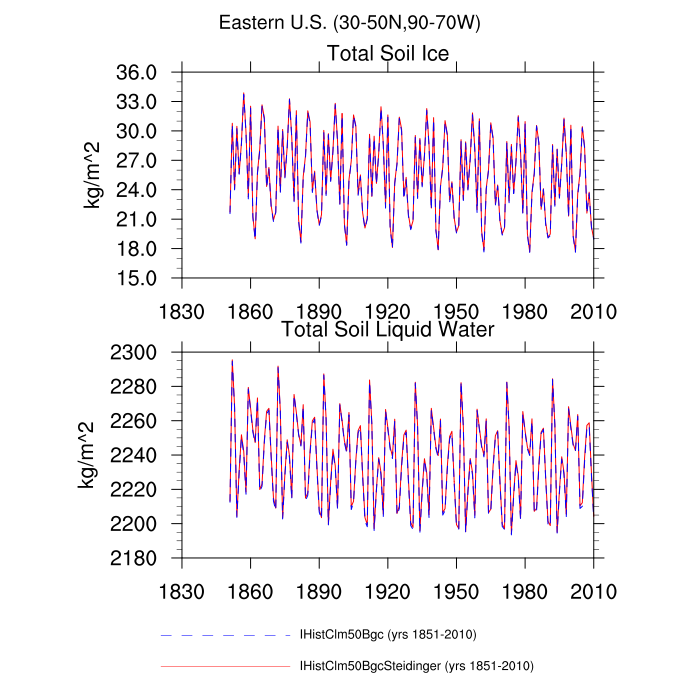 Eastern U.S. (30-50N,90-70W)
Total Soil Ice
36.0
33.0
30.0
27.0
24.0
21.0
18.0
15.0
kg/m^2
1830 1860 1890 1920 1950 1980 2010
Total Soil Liquid Water
2300
2280
2260
2240
2220
2200
2180
kg/m^2
1830 1860 1890 1920 1950 1980 2010
IHistClm50Bgc (yrs 1851-2010)
IHistClm50BgcSteidinger (yrs 1851-2010)